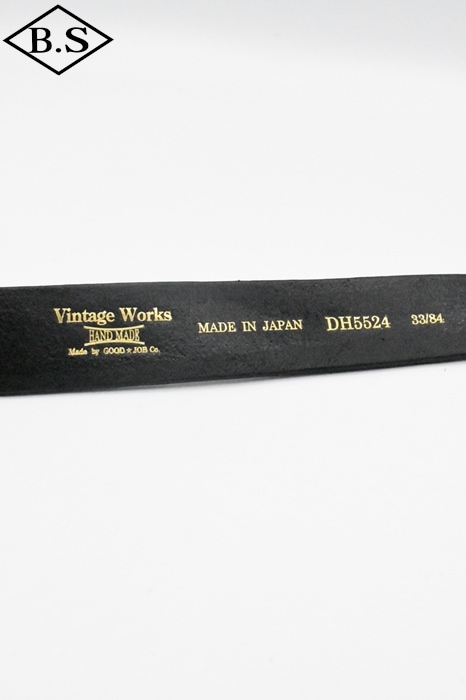 B.S
Vintage Works
HAND MADE
Made by GOOD★JOB Co.
MADE IN JAPAN DH5524 33/84